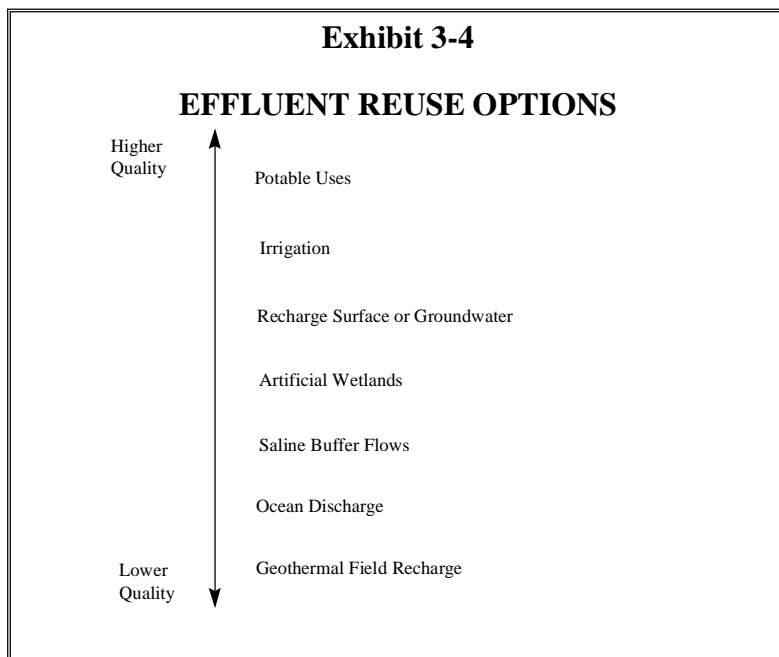 Exhibit 3-4
EFFLUENT REUSE OPTIONS
Higher
Quality
Potable Uses
Irrigation
Recharge Surface or Groundwater
Artificial Wetlands
Saline Buffer Flows
Ocean Discharge
Geothermal Field Recharge
Lower
Quality